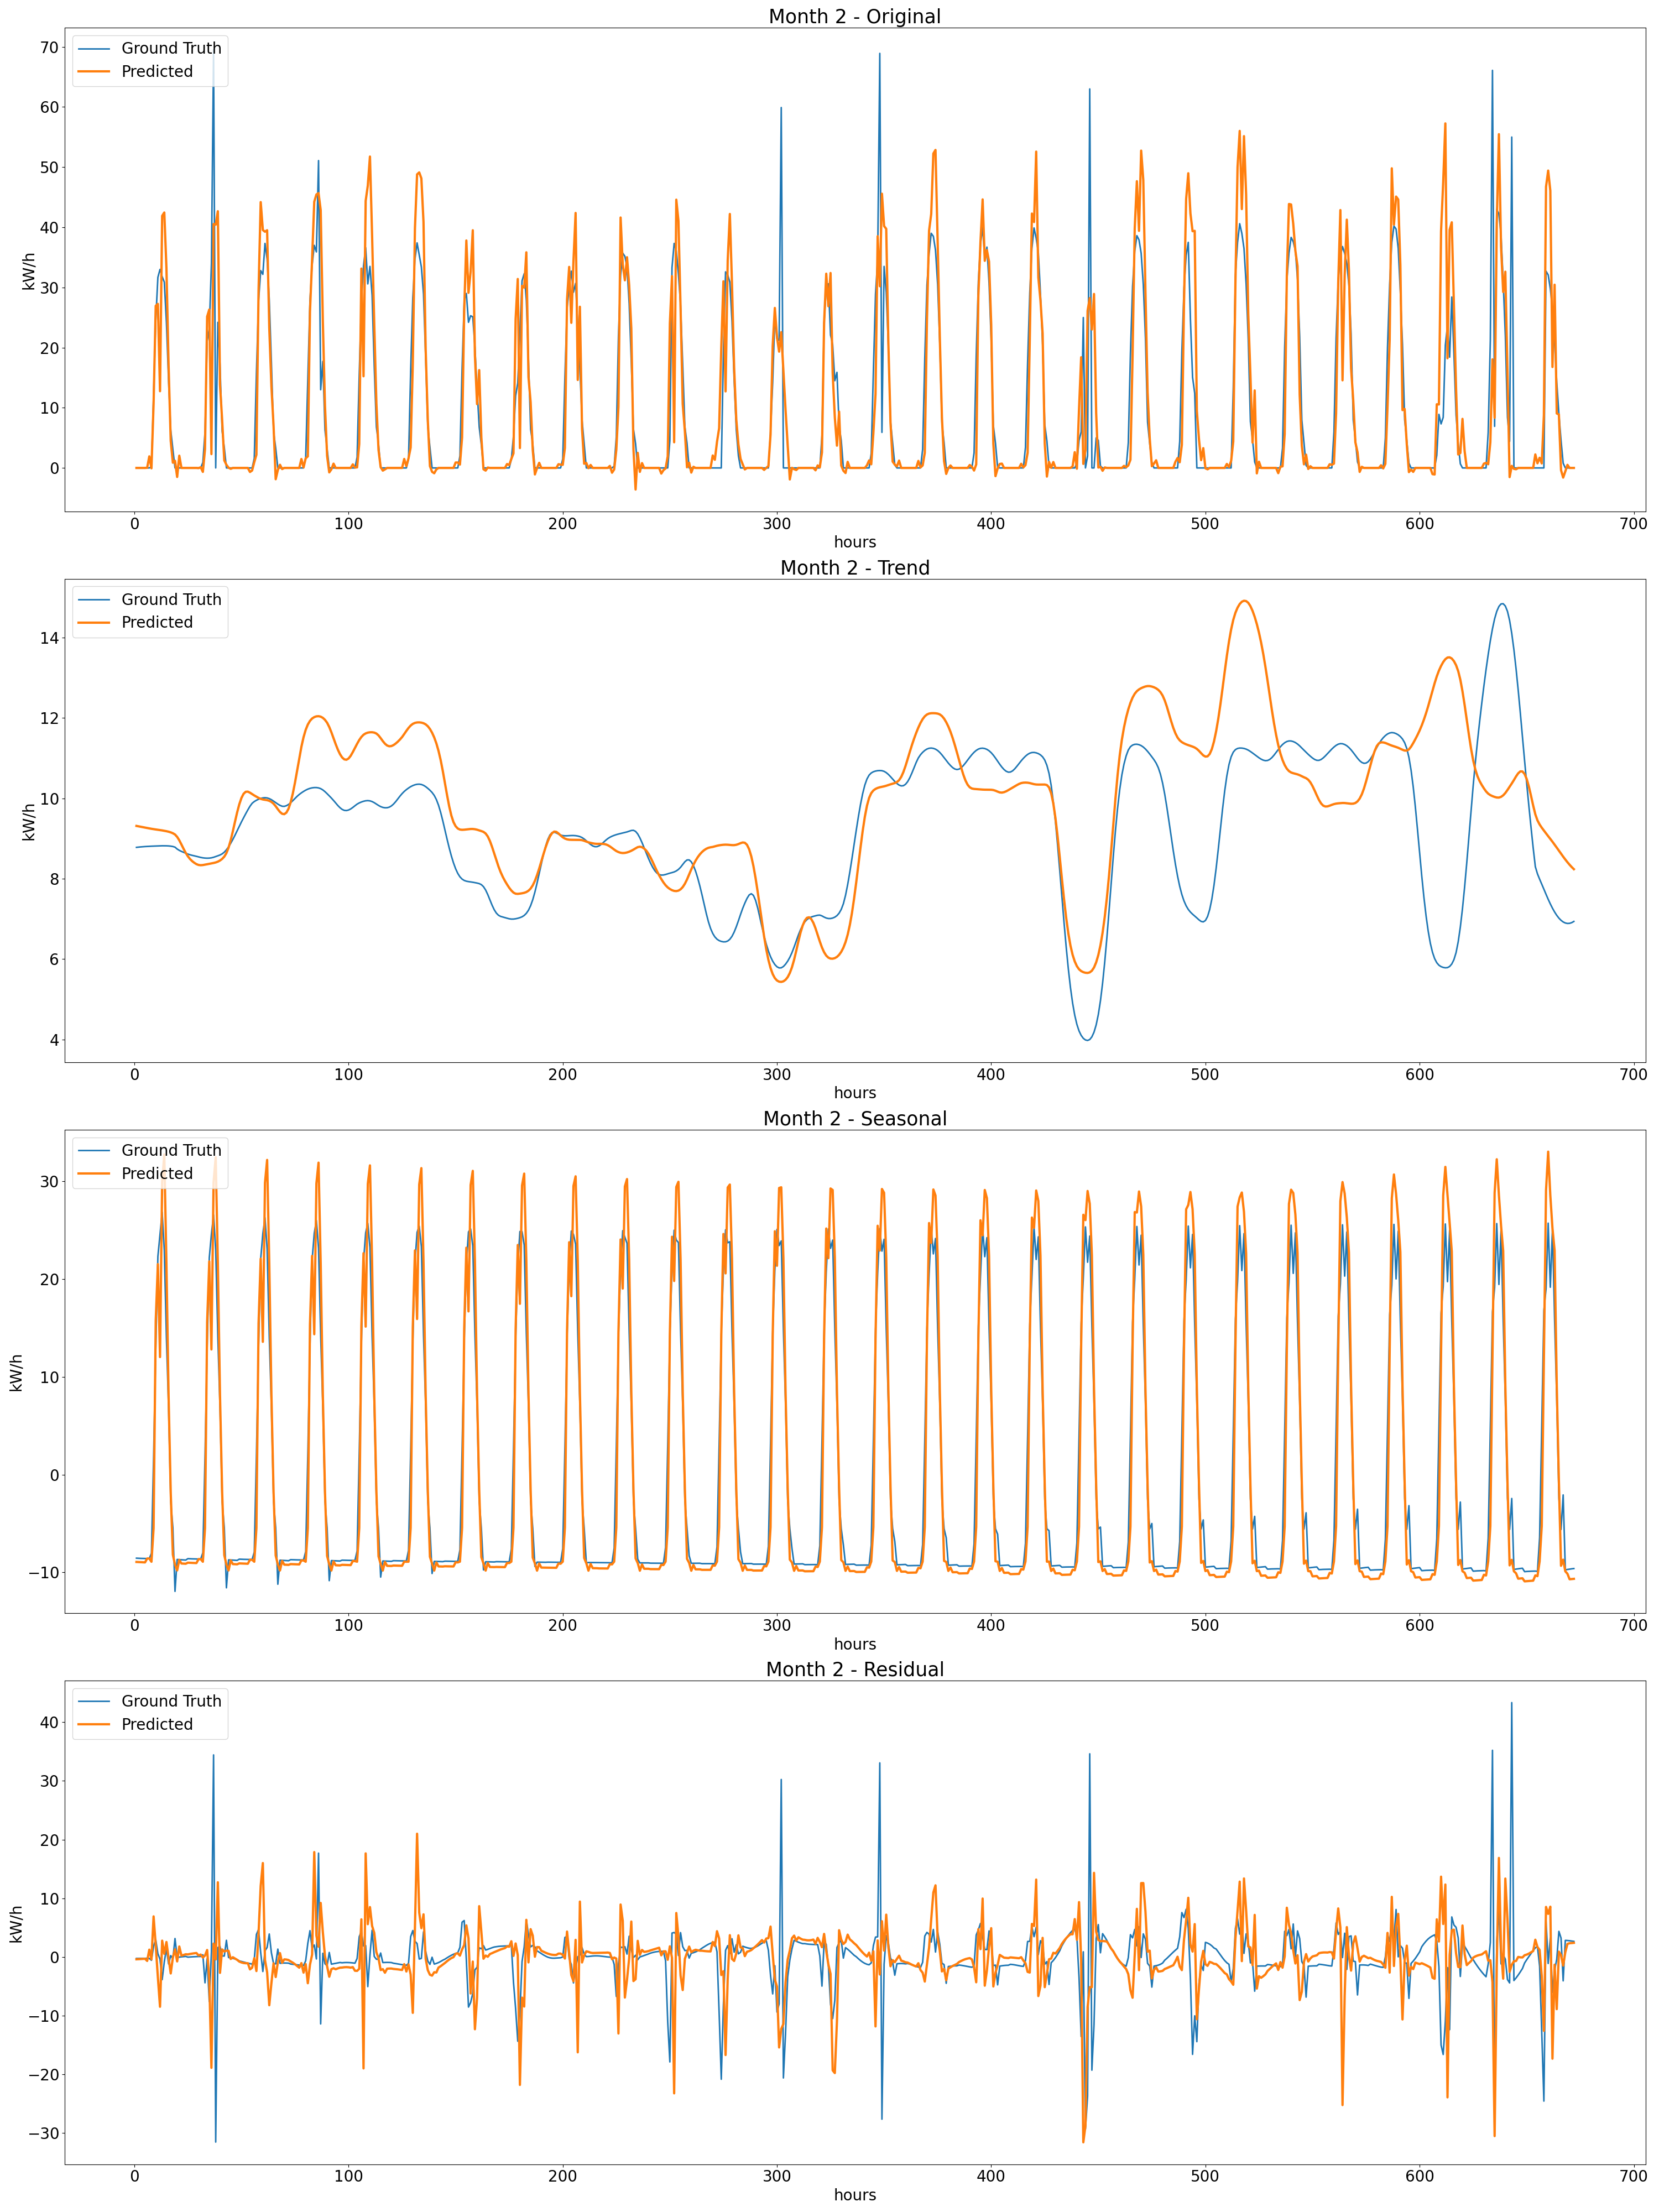 Month 2 - Original
Ground Truth
Predicted
kW/h
70
60
50
40
30
20
10
0
0 100 200 300 400 500 600 700
hours
Month 2 - Trend
Ground Truth
Predicted
kW/h
14
12
10
8
6
4
0 100 200 300 400 500 600 700
hours
Month 2 - Seasonal
Ground Truth
Predicted
kW/h
30
20
10
0
−10
0 100 200 300 400 500 600 700
hours
Month 2 - Residual
Ground Truth
Predicted
kW/h
40
30
20
10
0
−10
−20
−30
0 100 200 300 400 500 600 700
hours